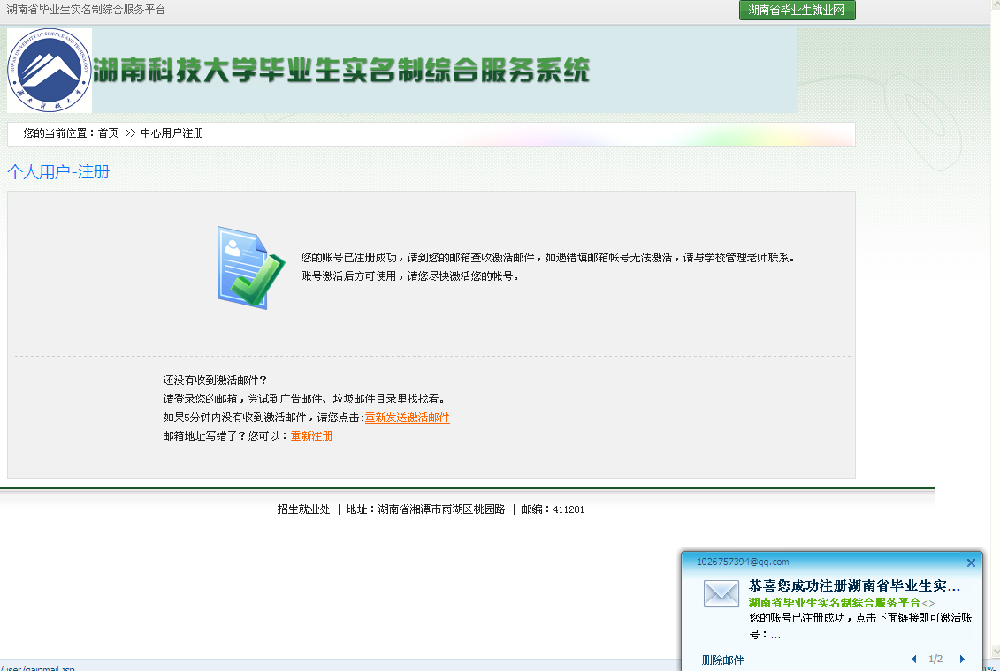 湖南省毕业生实名制综合服务平台
湖南省毕业生就业网
HUNAN UNIVERSITY OF SCIENCE AND TECHNOLOGY
湖南科技大学
湖南科技大学毕业生实名制综合服务系统
您的当前位置：首页 >> 中心用户注册
个人用户-注册
您的账号已注册成功，请到您的邮箱查收激活邮件，如遇错填邮箱帐号无法激活，请与学校管理老师联系。
账号激活后方可使用，请您尽快激活您的帐号。
还没有收到激活邮件？
请登录您的邮箱，尝试到广告邮件、垃圾邮件目录里找找看。
如果5分钟内没有收到激活邮件，请您点击:重新发送激活邮件
邮箱地址写错了？您可以：重新注册
招生就业处 | 地址：湖南省湘潭市雨湖区桃园路 | 邮编：411201
1026757394@qq.com
恭喜您成功注册湖南省毕业生实...
湖南省毕业生实名制综合服务平台<>
您的账号已注册成功，点击下面链接即可激活账
号：...
删除邮件
1/2